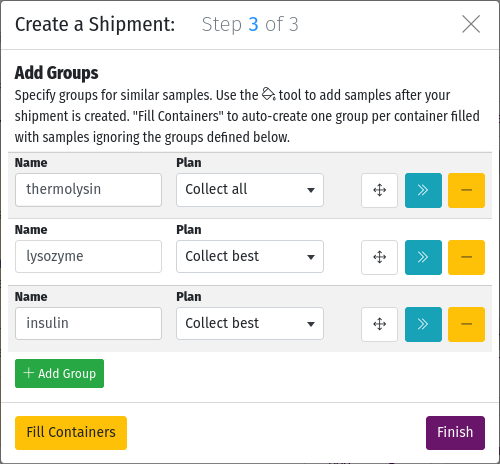 Create a Shipment: Step 3 of 3
Add Groups
Specify groups for similar samples. Use the tool to add samples after your
shipment is created. "Fill Containers" to auto-create one group per container filled
with samples ignoring the groups defined below.
Name Plan
thermolysin Collect all
Name Plan
lysozyme Collect best
Name Plan
insulin Collect best
+ Add Group
Fill Containers Finish